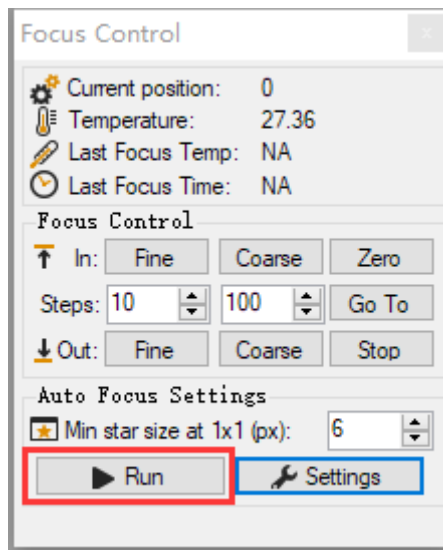 Focus Control
Current position: 0
Temperature: 27.36
Last Focus Temp: NA
Last Focus Time: NA
Focus Control
In: Fine Coarse Zero
Steps: 10 100 Go To
Out: Fine Coarse Stop
Auto Focus Settings
Min star size at 1x1 (px): 6
Run Settings